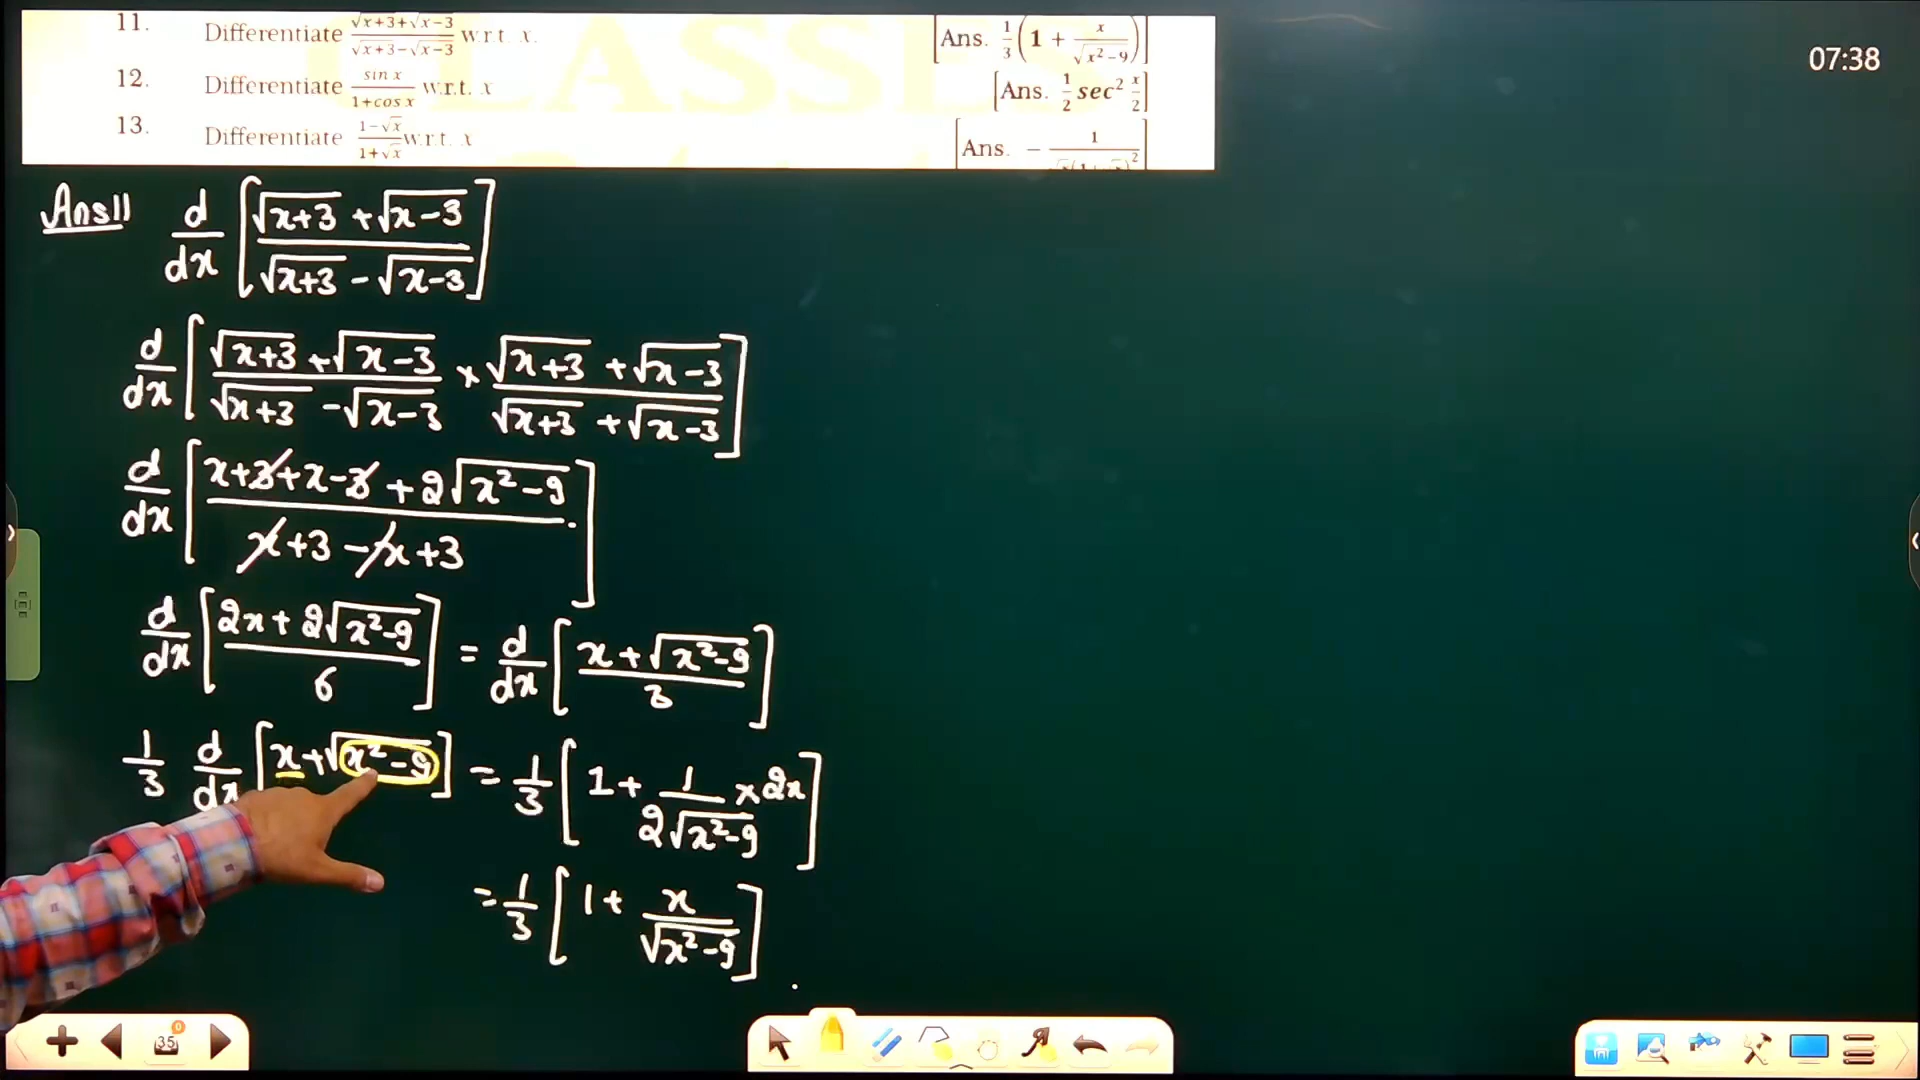 11. Differentiate (√x+3+√x−3)/(√x+3−√x−3) w.r.t. x. [Ans. 1/3(1 + x/√x²−9)]
12. Differentiate sin x/(1+cos x) w.r.t. x [Ans. 1/2 sec² x/2]
13. Differentiate (1−√x)/(1+√x) w.r.t. x [Ans. − 1/
07:38
CLASSES
Ans11 d/dx [(√(x+3) + √(x−3))/(√(x+3) − √(x−3))]
d/dx [(√(x+3) + √(x−3))/(√(x+3) − √(x−3)) × (√(x+3) + √(x−3))/(√(x+3) + √(x−3))]
d/dx [(x+3+x−3 + 2√(x²−9))/(x+3−x+3)]
d/dx [(2x + 2√(x²−9))/6] = d/dx [(x + √(x²−9))/3]
1/3 d/dx [x + √(x²−9)] = 1/3 [1 + 1/(2√(x²−9)) × 2x]
= 1/3 [1 + x/√(x²−9)]
35
0